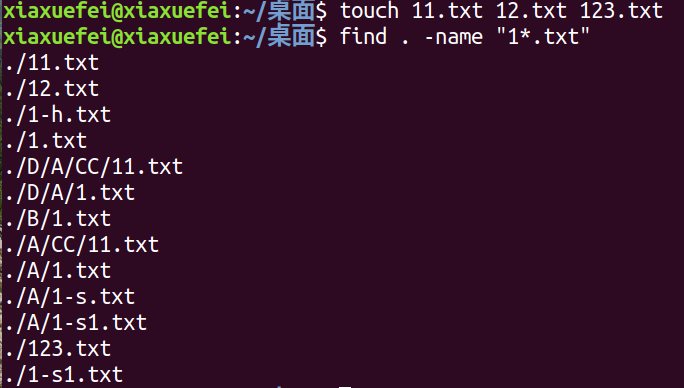 xiaxuefei@xiaxuefei:~/桌面$ touch 11.txt 12.txt 123.txt
xiaxuefei@xiaxuefei:~/桌面$ find . -name "1*.txt"
./11.txt
./12.txt
./1-h.txt
./1.txt
./D/A/CC/11.txt
./D/A/1.txt
./B/1.txt
./A/CC/11.txt
./A/1.txt
./A/1-s.txt
./A/1-s1.txt
./123.txt
./1-s1.txt